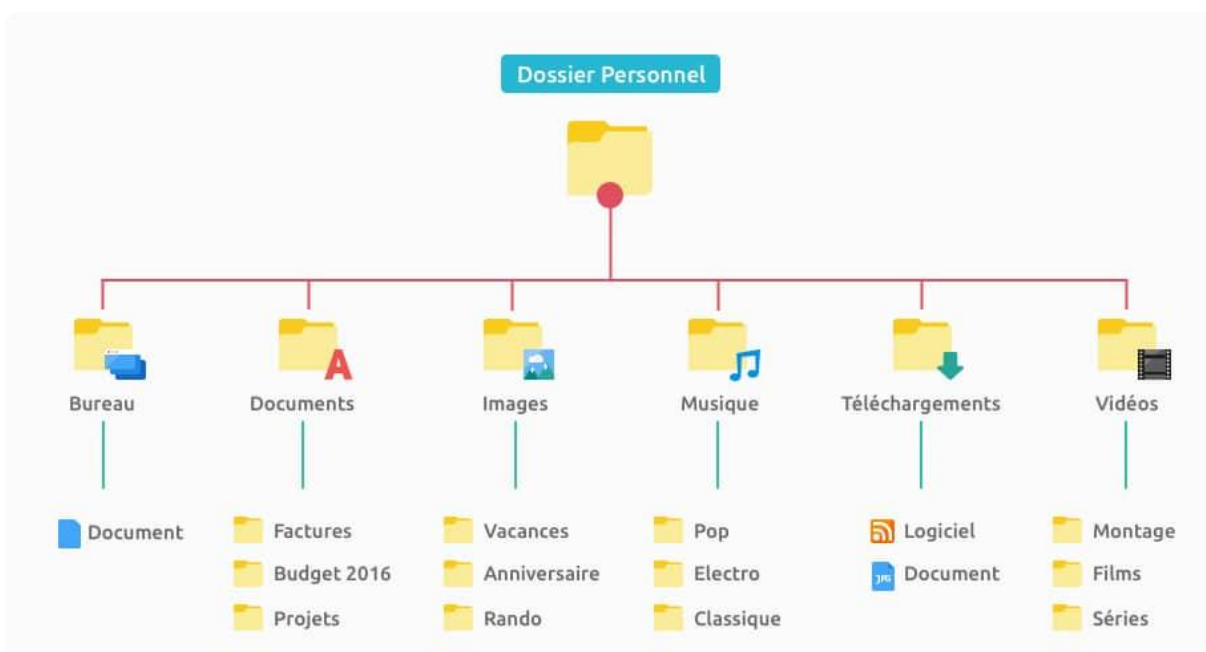 Dossier Personnel
Bureau
Documents
Images
Musique
Téléchargements
Vidéos
Document
Factures
Budget 2016
Projets
Vacances
Anniversaire
Rando
Pop
Electro
Classique
Logiciel
JPG
Document
Montage
Films
Séries
A